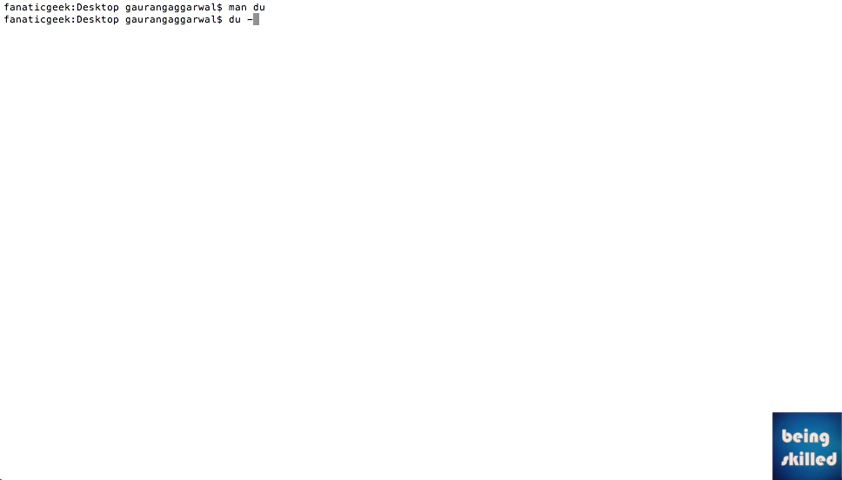 fanaticgeek:Desktop gaurangaggarwal$ man du
fanaticgeek:Desktop gaurangaggarwal$ du -
being
skilled